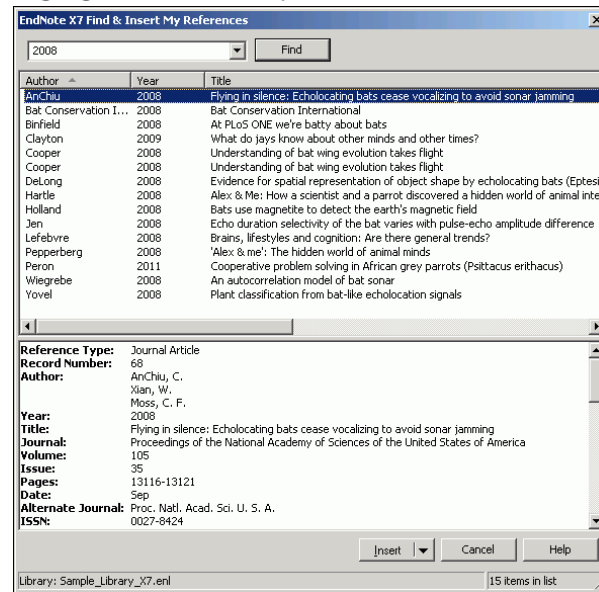 EndNote X7 Find & Insert My References
2008 Find
Author Year Title
AnChiu 2008 Flying in silence: Echolocating bats cease vocalizing to avoid sonar jamming
Bat Conservation I... 2008 Bat Conservation International
Binfield 2008 At PLoS ONE we're batty about bats
Clayton 2009 What do jays know about other minds and other times?
Cooper 2008 Understanding of bat wing evolution takes flight
Cooper 2008 Understanding of bat wing evolution takes flight
DeLong 2008 Evidence for spatial representation of object shape by echolocating bats (Eptesi
Hartle 2008 Alex & Me: How a scientist and a parrot discovered a hidden world of animal inte
Holland 2008 Bats use magnetite to detect the earth's magnetic field
Jen 2008 Echo duration selectivity of the bat varies with pulse-echo amplitude difference
Lefebvre 2008 Brains, lifestyles and cognition: Are there general trends?
Pepperberg 2008 'Alex & me': The hidden world of animal minds
Peron 2011 Cooperative problem solving in African grey parrots (Psittacus erithacus)
Wiegrebe 2008 An autocorrelation model of bat sonar
Yovel 2008 Plant classification from bat-like echolocation signals
Reference Type: Journal Article
Record Number: 68
Author: AnChiu, C.
Xian, W.
Moss, C. F.
Year: 2008
Title: Flying in silence: Echolocating bats cease vocalizing to avoid sonar jamming
Journal: Proceedings of the National Academy of Sciences of the United States of America
Volume: 105
Issue: 35
Pages: 13116-13121
Date: Sep
Alternate Journal: Proc. Natl. Acad. Sci. U. S. A.
ISSN: 0027-8424
Insert Cancel Help
Library: Sample_Library_X7.enl 15 items in list